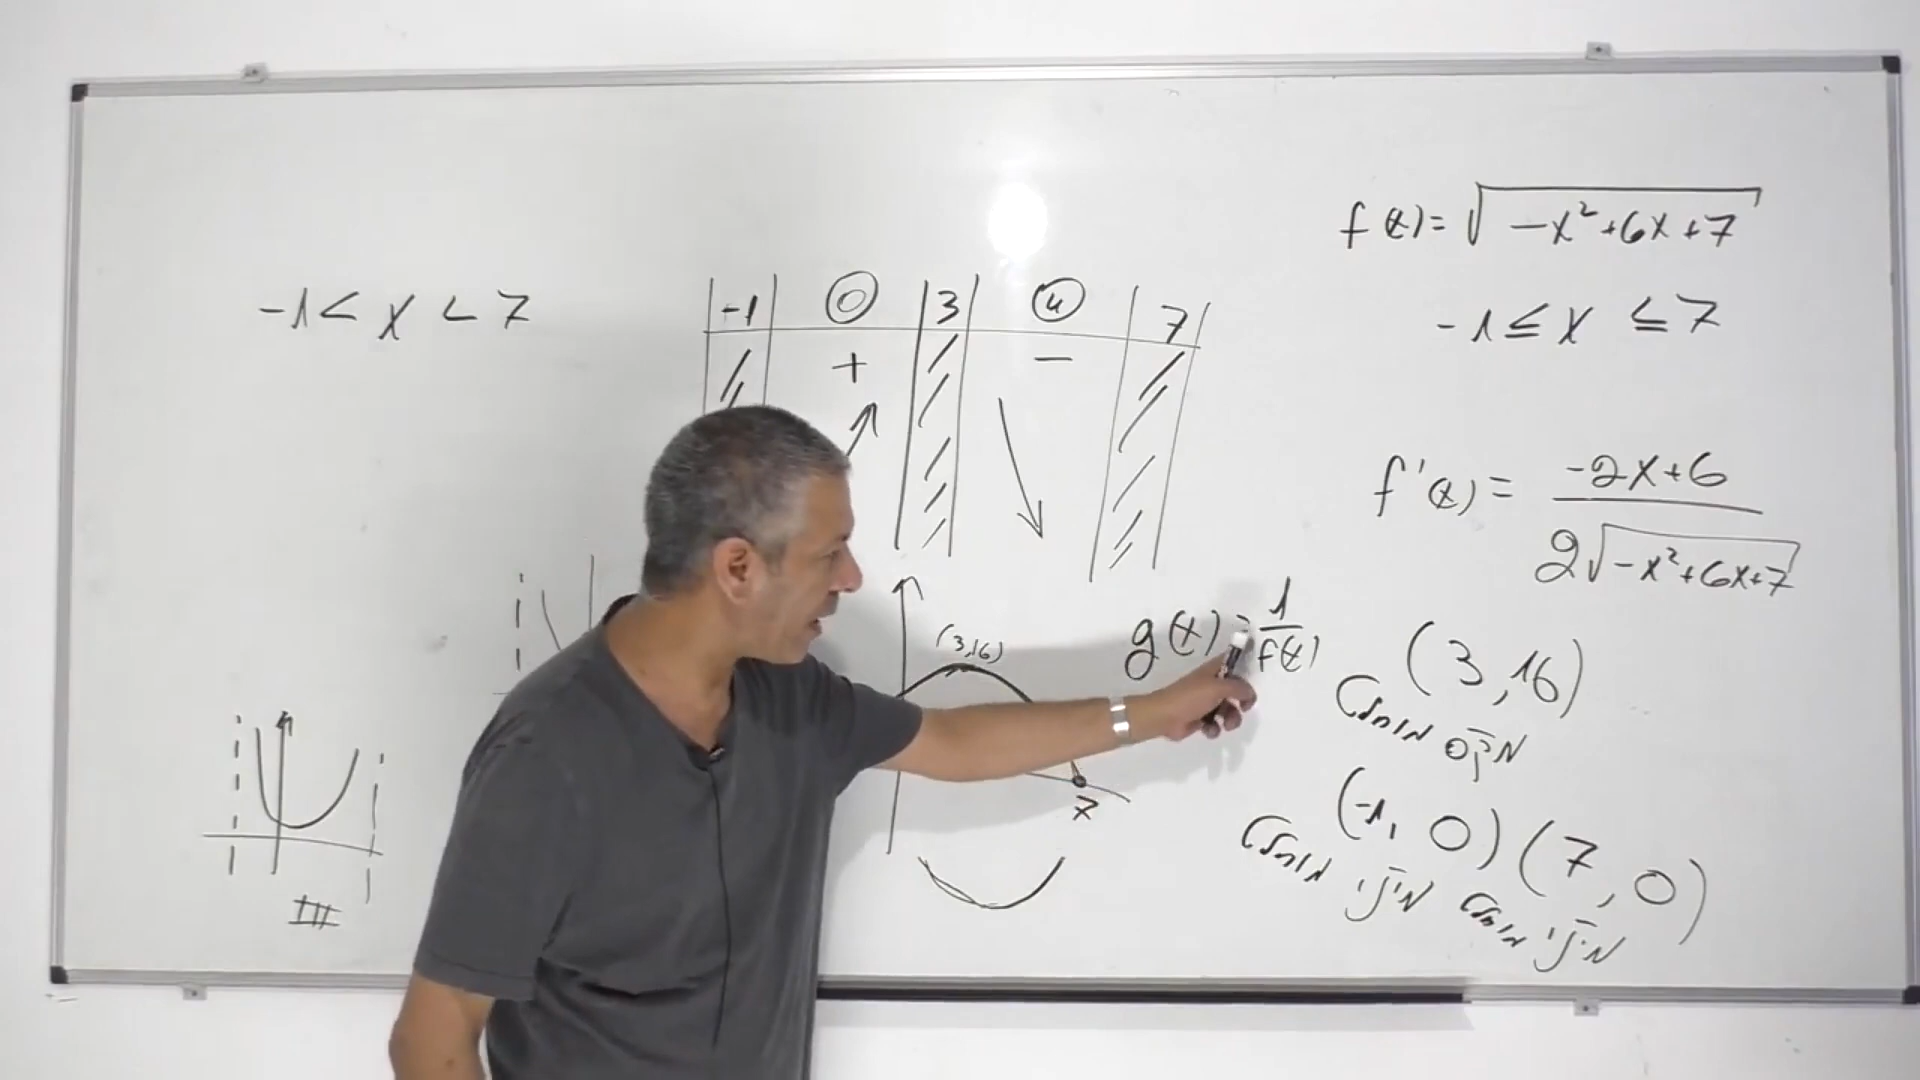 f(x)=√-x²+6x+7
-1≤x≤7
-1<x<7
-1 0 3 4 7
+ -
f'(x)=-2x+6/2√-x²+6x+7
g(x)=1/f(x)
(3,16)
(3,16)
מקס מוחלט
7
(-1,0)(7,0)
מינ' מוחלט מינ' מוחלט
III